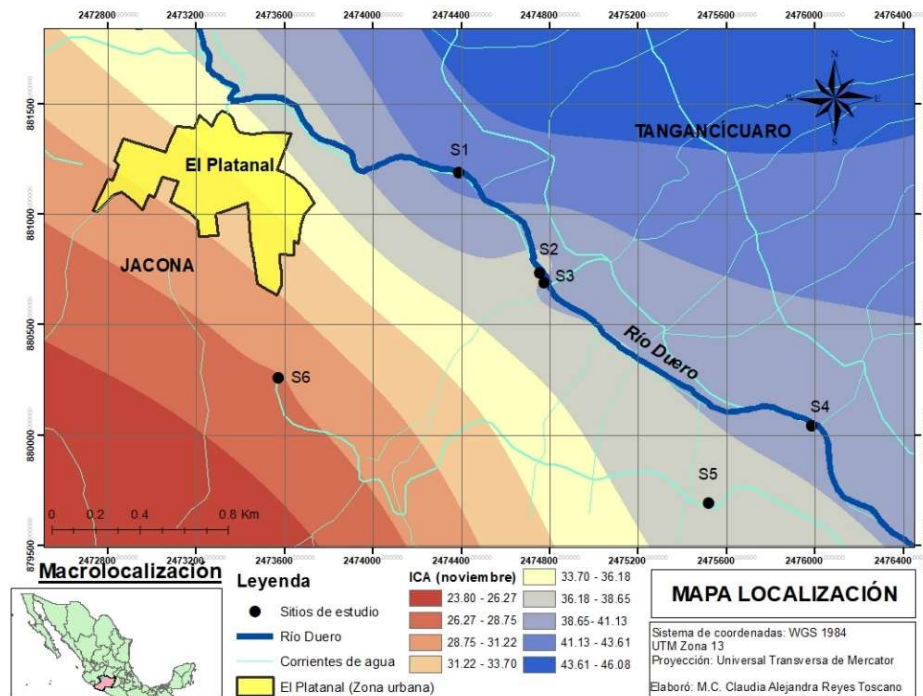 2472800 2473200 2473600 2474000 2474400 2474800 2475200 2475600 2476000 2476400
881500
881000
880500
880000
879500
N
W E
S
TANGANCÍCUARO
S1
El Platanal
S2
S3
JACONA
Río Duero
S6
S4
S5
0 0.2 0.4 0.8 Km
Macrolocalización
Leyenda
Sitios de estudio
Río Duero
Corrientes de agua
El Platanal (Zona urbana)
ICA (noviembre)
23.80 - 26.27
26.27 - 28.75
28.75 - 31.22
31.22 - 33.70
33.70 - 36.18
36.18 - 38.65
38.65 - 41.13
41.13 - 43.61
43.61 - 46.08
MAPA LOCALIZACIÓN
Sistema de coordenadas: WGS 1984
UTM Zona 13
Proyección: Universal Transversa de Mercator
Elaboró: M.C. Claudia Alejandra Reyes Toscano